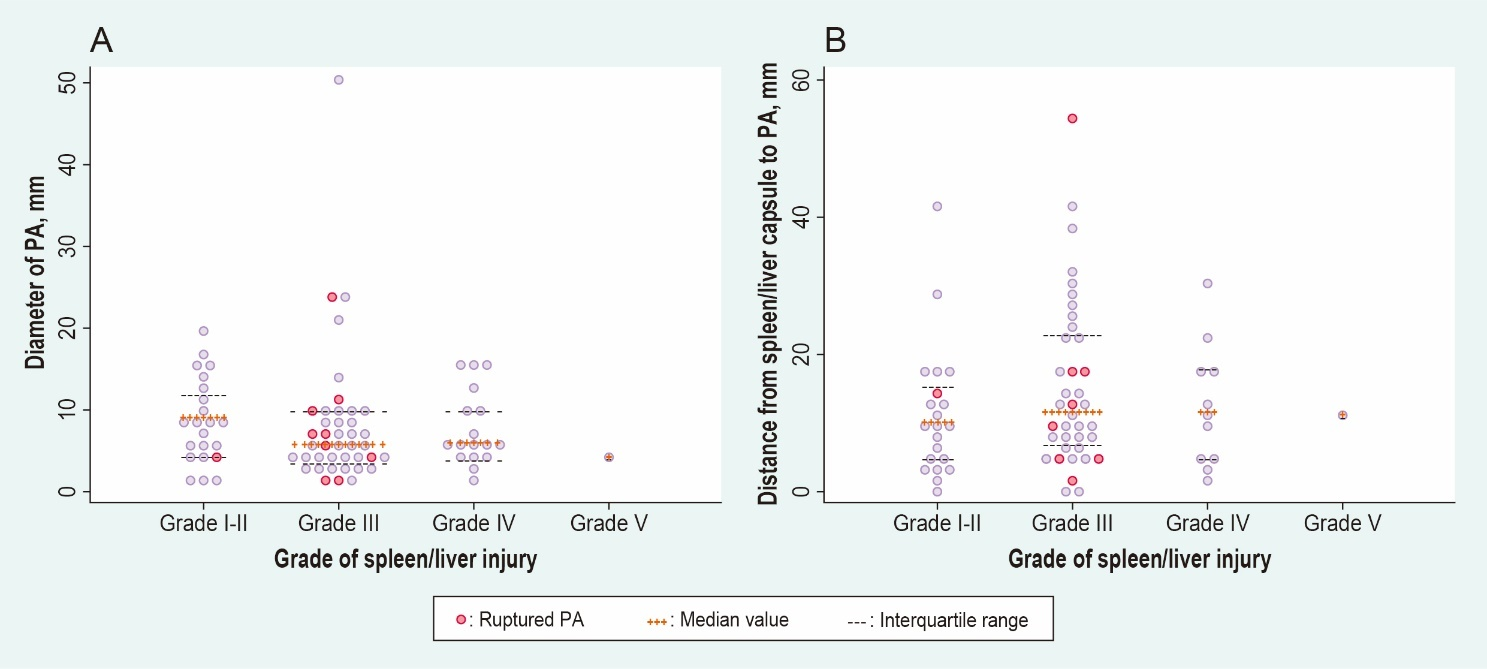 A
Diameter of PA, mm
50
40
30
20
10
0
Grade I-II Grade III Grade IV Grade V
Grade of spleen/liver injury
B
Distance from spleen/liver capsule to PA, mm
60
40
20
0
Grade I-II Grade III Grade IV Grade V
Grade of spleen/liver injury
: Ruptured PA +++: Median value ---: Interquartile range